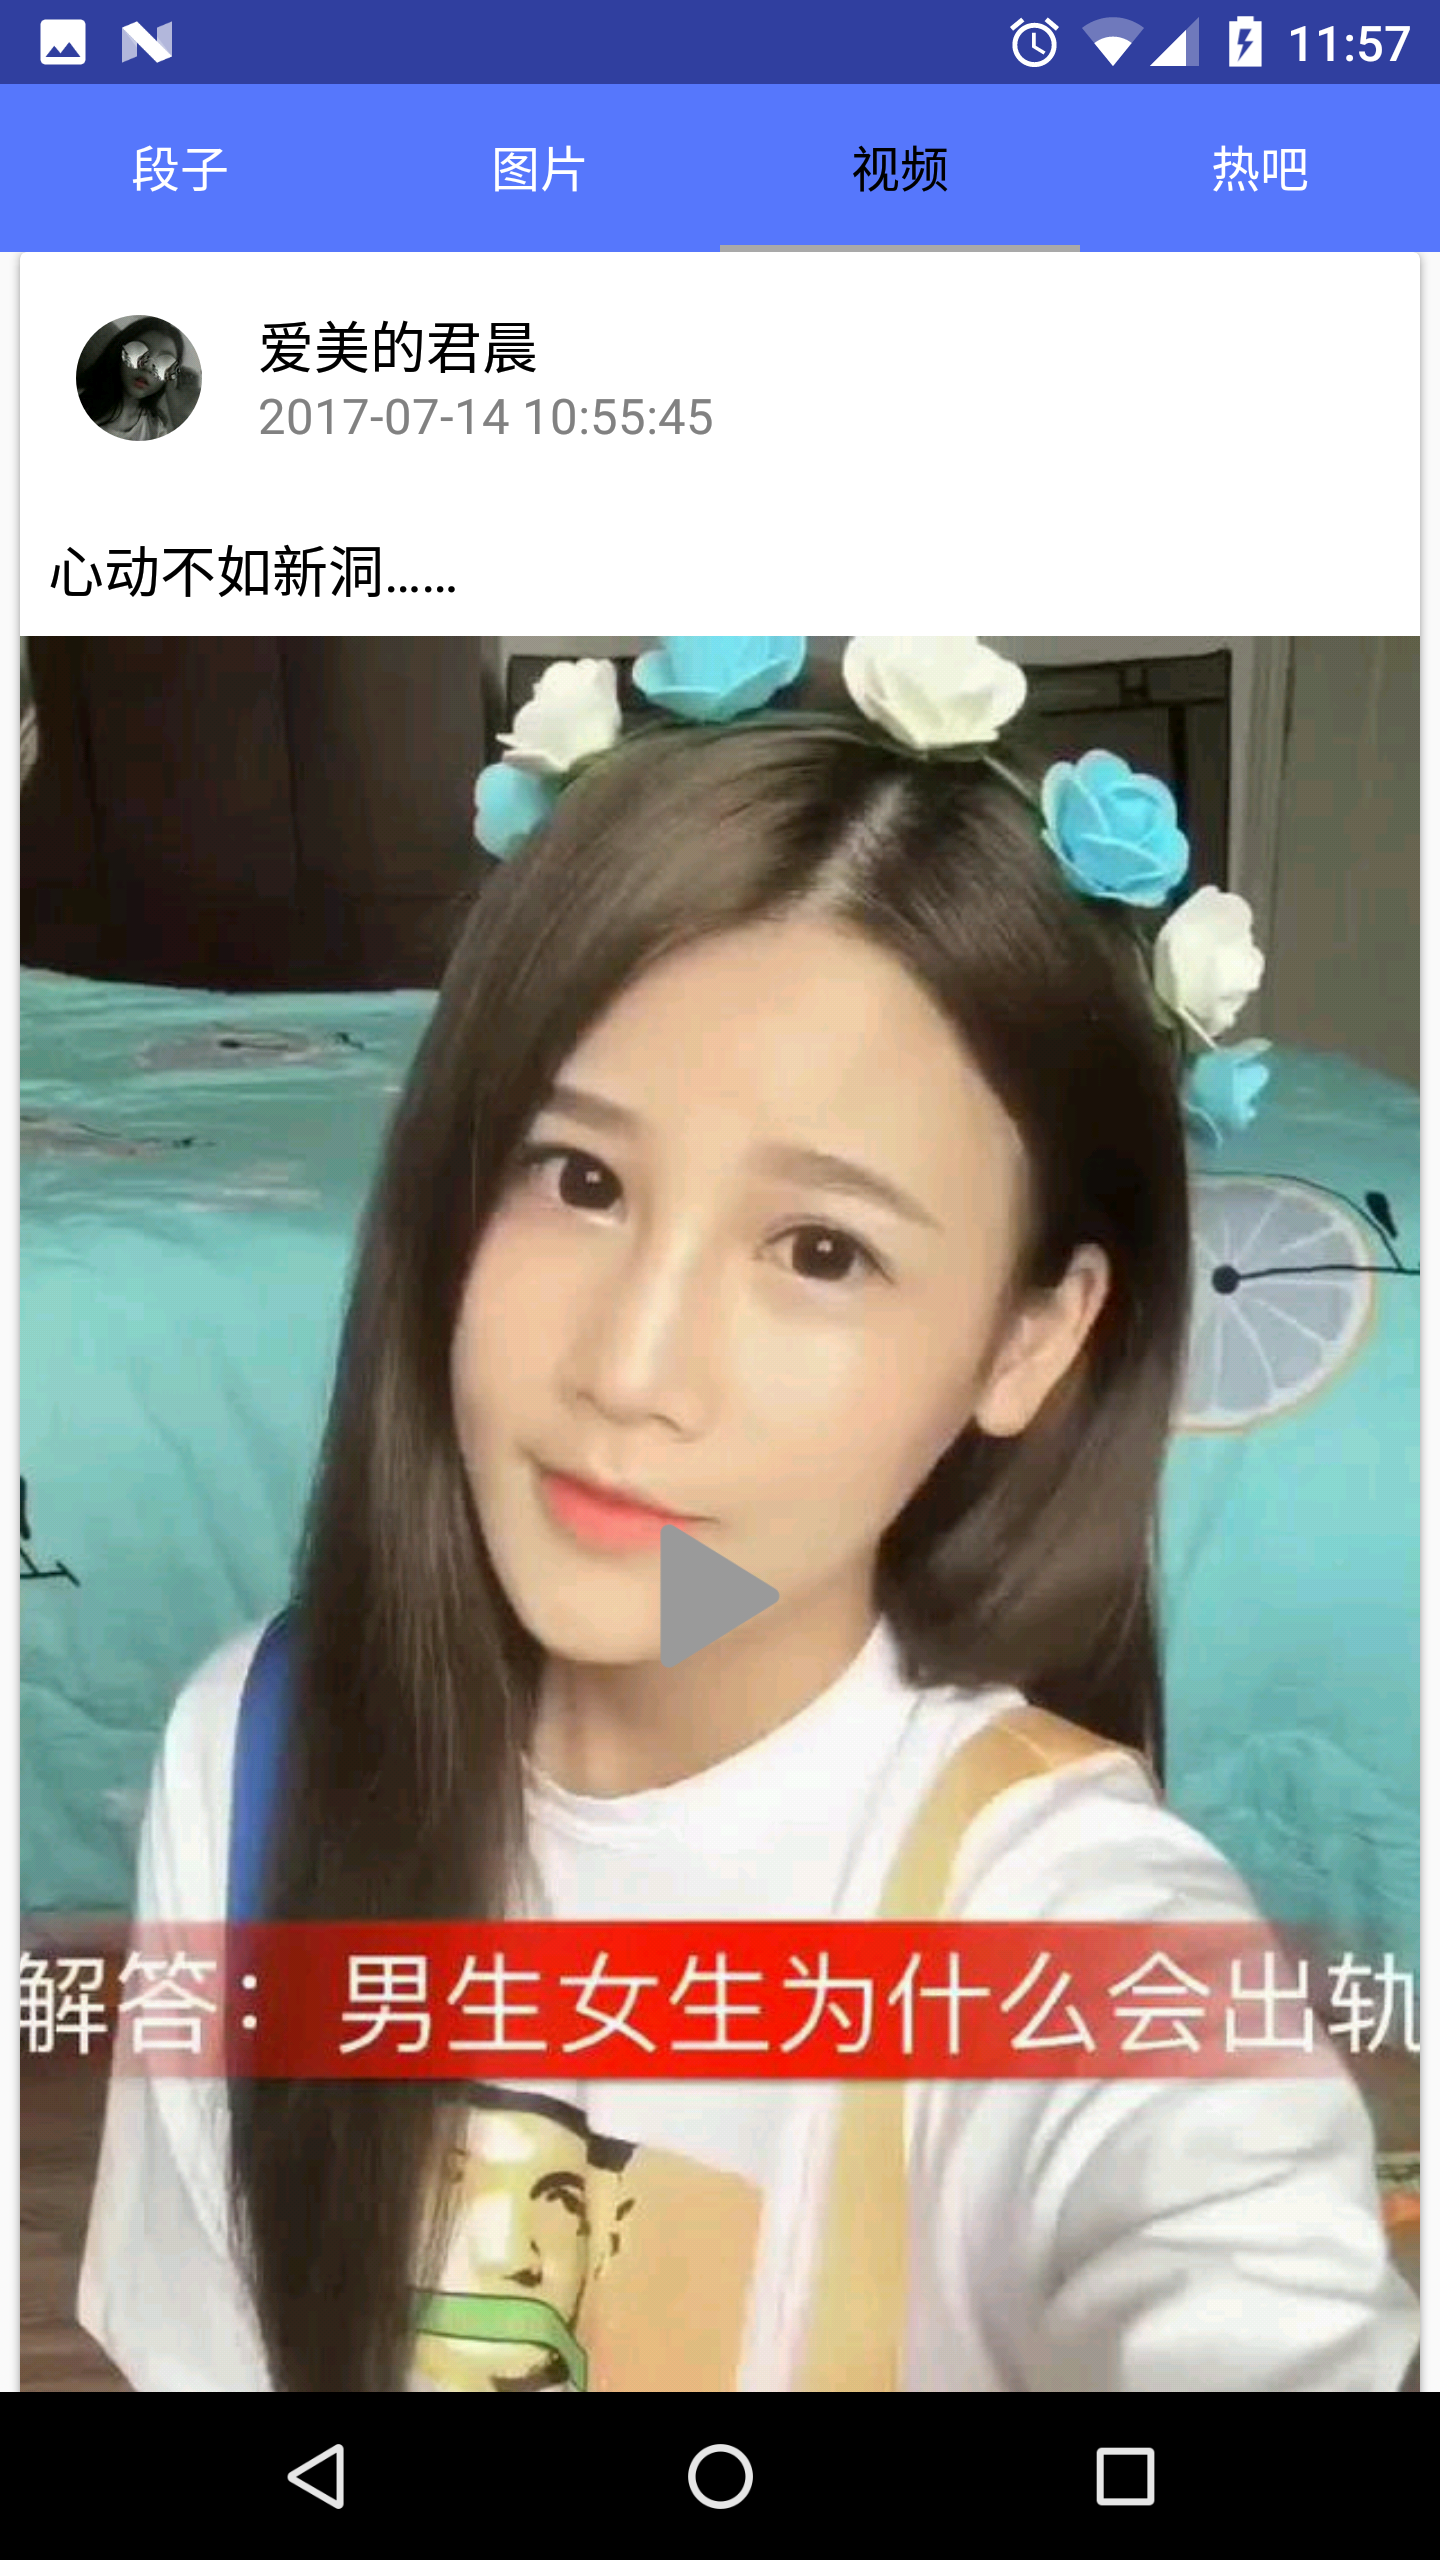 11:57
段子 图片 视频 热吧
爱美的君晨
2017-07-14 10:55:45
心动不如新洞……
解答：男生女生为什么会出轨